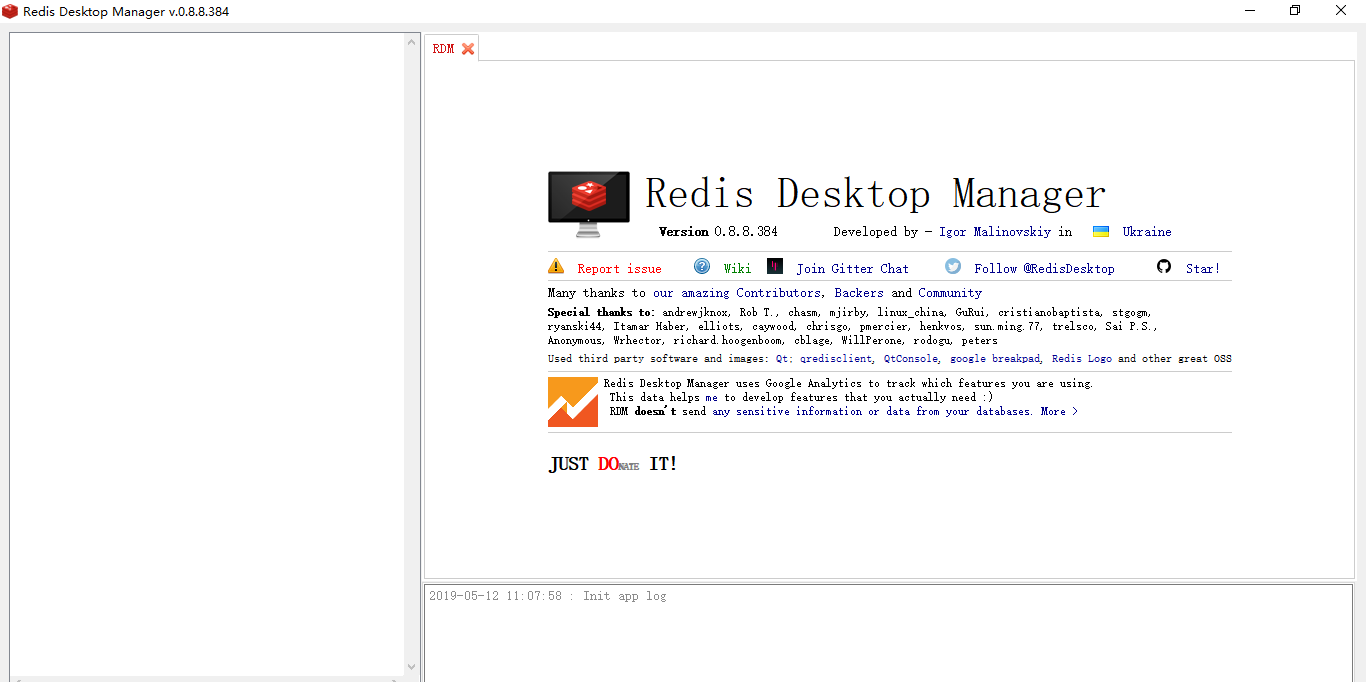 Redis Desktop Manager v.0.8.8.384
RDM
Redis Desktop Manager
Version 0.8.8.384 Developed by - Igor Malinovskiy in Ukraine
Report issue Wiki Join Gitter Chat Follow @RedisDesktop Star!
Many thanks to our amazing Contributors, Backers and Community
Special thanks to: andrewjknox, Rob T., chasm, mjirby, linux_china, GuRui, cristianobaptista, stgogm,
ryanski44, Itamar Haber, elliots, caywood, chrisgo, pmercier, henkvos, sun.ming.77, trelsco, Sai P.S.,
Anonymous, Wrhector, richard.hoogenboom, cblage, WillPerone, rodogu, peters
Used third party software and images: Qt, qredisclient, QtConsole, google breakpad, Redis Logo and other great OSS
Redis Desktop Manager uses Google Analytics to track which features you are using.
This data helps me to develop features that you actually need :)
RDM doesn't send any sensitive information or data from your databases. More >
JUST DONATE IT!
2019-05-12 11:07:58 : Init app log